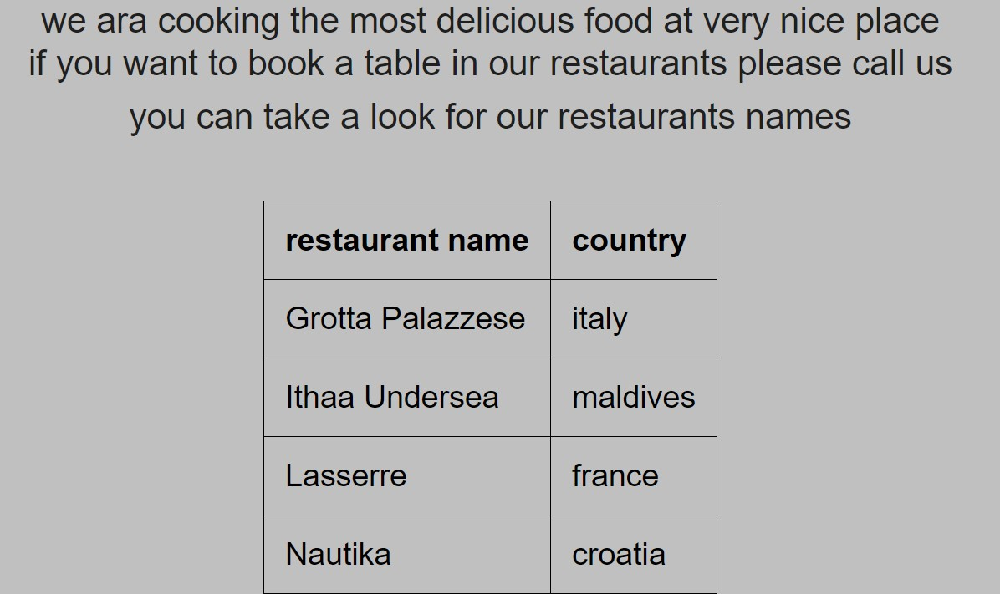 we ara cooking the most delicious food at very nice place
if you want to book a table in our restaurants please call us
you can take a look for our restaurants names
restaurant name country
Grotta Palazzese italy
Ithaa Undersea maldives
Lasserre france
Nautika croatia